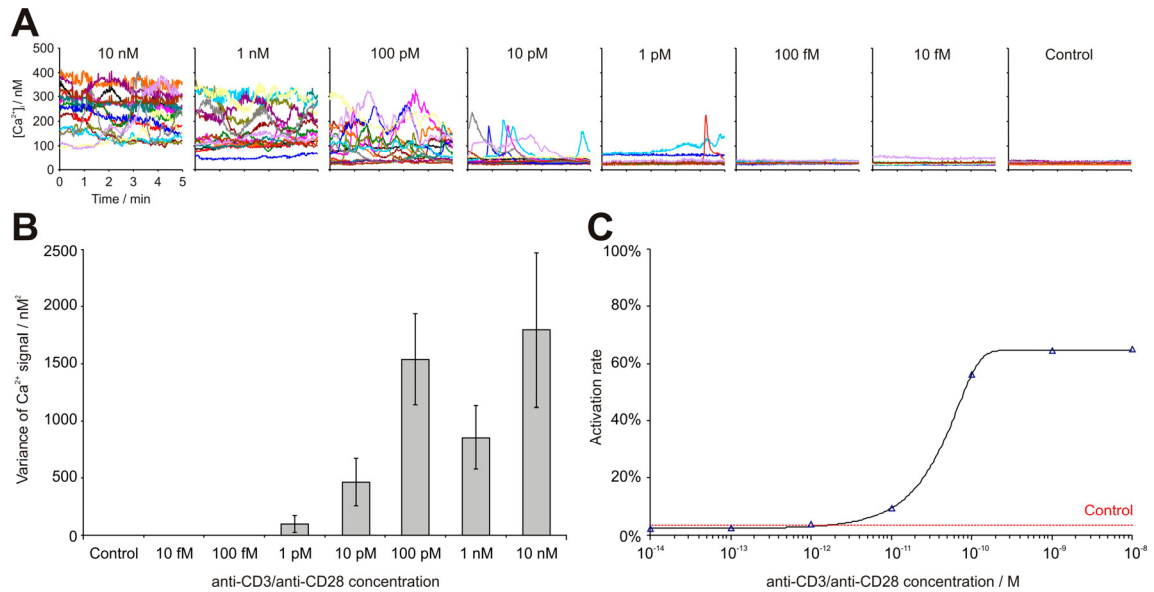 A
10 nM
1 nM
100 pM
10 pM
1 pM
100 fM
10 fM
Control
500
400
300
200
100
0
[Ca²⁺]ᵢ / nM
0 1 2 3 4 5
Time / min
B
2500
2000
1500
1000
500
0
Variance of Ca²⁺ signal / nM²
Control 10 fM 100 fM 1 pM 10 pM 100 pM 1 nM 10 nM
anti-CD3/anti-CD28 concentration
C
100%
80%
60%
40%
20%
0%
Activation rate
Control
10⁻¹⁴ 10⁻¹³ 10⁻¹² 10⁻¹¹ 10⁻¹⁰ 10⁻⁹ 10⁻⁸
anti-CD3/anti-CD28 concentration / M